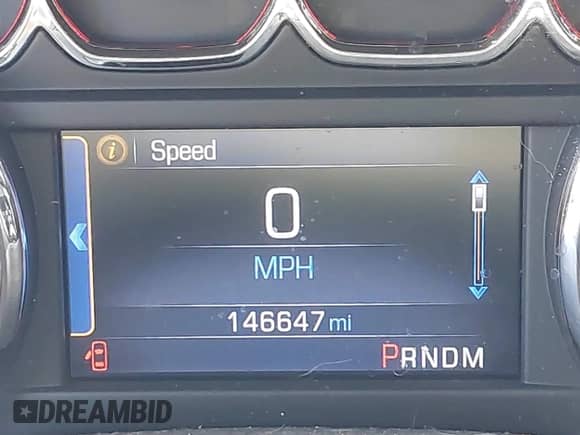 i Speed
0
MPH
146647 mi
PRNDM
DREAMBID